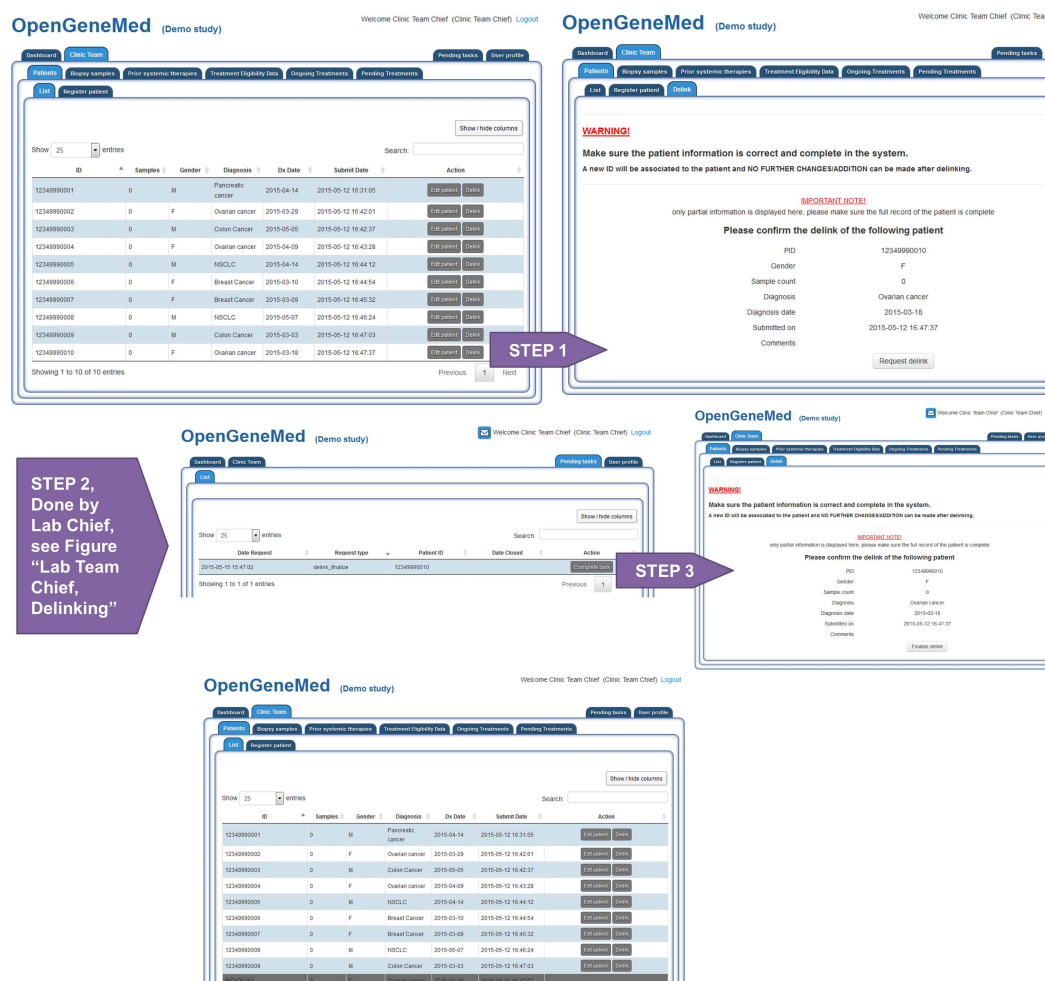 OpenGeneMed (Demo study)
Welcome Clinic Team Chief (Clinic Team Chief) Logout
Dashboard Clinic Team Pending tasks User profile
Patients Biopsy samples Prior systemic therapies Treatment Eligibility Data Ongoing Treatments Pending Treatments
List Register patient
Show / hide columns
Show 25 entries Search:
ID Samples Gender Diagnosis Dx Date Submit Date Action
12349990001 0 M Pancreatic cancer 2015-04-14 2015-05-12 16:31:05 Edit patient Delink
12349990002 0 F Ovarian cancer 2015-03-29 2015-05-12 16:42:01 Edit patient Delink
12349990003 0 M Colon Cancer 2015-05-05 2015-05-12 16:42:37 Edit patient Delink
12349990004 0 F Ovarian cancer 2015-04-09 2015-05-12 16:43:28 Edit patient Delink
12349990005 0 M NSCLC 2015-04-14 2015-05-12 16:44:12 Edit patient Delink
12349990006 0 F Breast Cancer 2015-03-10 2015-05-12 16:44:54 Edit patient Delink
12349990007 0 F Breast Cancer 2015-03-09 2015-05-12 16:45:32 Edit patient Delink
12349990008 0 M NSCLC 2015-05-07 2015-05-12 16:46:24 Edit patient Delink
12349990009 0 M Colon Cancer 2015-03-03 2015-05-12 16:47:03 Edit patient Delink
12349990010 0 F Ovarian cancer 2015-03-18 2015-05-12 16:47:37 Edit patient Delink
Showing 1 to 10 of 10 entries Previous 1 Next
STEP 1
OpenGeneMed (Demo study)
Welcome Clinic Team Chief (Clinic Tea
Dashboard Clinic Team Pending tasks
Patients Biopsy samples Prior systemic therapies Treatment Eligibility Data Ongoing Treatments Pending Treatments
List Register patient Delink
WARNING!
Make sure the patient information is correct and complete in the system.
A new ID will be associated to the patient and NO FURTHER CHANGES/ADDITION can be made after delinking.
IMPORTANT NOTE!
only partial information is displayed here, please make sure the full record of the patient is complete
Please confirm the delink of the following patient
PID 12349990010
Gender F
Sample count 0
Diagnosis Ovarian cancer
Diagnosis date 2015-03-18
Submitted on 2015-05-12 16:47:37
Comments
Request delink
STEP 2,
Done by
Lab Chief,
see Figure
“Lab Team
Chief,
Delinking”
OpenGeneMed (Demo study)
Welcome Clinic Team Chief (Clinic Team Chief) Logout
Dashboard Clinic Team Pending tasks User profile
List
Show / hide columns
Show 25 entries Search:
Date Request Request type Patient ID Date Closed Action
2015-05-15 15:47:02 delink_finalize 12349990010 Complete task
Showing 1 to 1 of 1 entries Previous 1
STEP 3
OpenGeneMed (Demo study)
Welcome Clinic Team Chief (Clinic Team Chief)
Dashboard Clinic Team Pending tasks User pro
Patients Biopsy samples Prior systemic therapies Treatment Eligibility Data Ongoing Treatments Pending Treatments
List Register patient Delink
WARNING!
Make sure the patient information is correct and complete in the system.
A new ID will be associated to the patient and NO FURTHER CHANGES/ADDITION can be made after delinking.
IMPORTANT NOTE!
only partial information is displayed here, please make sure the full record of the patient is complete
Please confirm the delink of the following patient
PID 12349990010
Gender F
Sample count 0
Diagnosis Ovarian cancer
Diagnosis date 2015-03-18
Submitted on 2015-05-12 16:47:37
Comments
Finalize delink
OpenGeneMed (Demo study)
Welcome Clinic Team Chief (Clinic Team Chief) Logout
Dashboard Clinic Team Pending tasks User profile
Patients Biopsy samples Prior systemic therapies Treatment Eligibility Data Ongoing Treatments Pending Treatments
List Register patient
Show / hide columns
Show 25 entries Search:
ID Samples Gender Diagnosis Dx Date Submit Date Action
12349990001 0 M Pancreatic cancer 2015-04-14 2015-05-12 16:31:05 Edit patient Delink
12349990002 0 F Ovarian cancer 2015-03-29 2015-05-12 16:42:01 Edit patient Delink
12349990003 0 M Colon Cancer 2015-05-05 2015-05-12 16:42:37 Edit patient Delink
12349990004 0 F Ovarian cancer 2015-04-09 2015-05-12 16:43:28 Edit patient Delink
12349990005 0 M NSCLC 2015-04-14 2015-05-12 16:44:12 Edit patient Delink
12349990006 0 F Breast Cancer 2015-03-10 2015-05-12 16:44:54 Edit patient Delink
12349990007 0 F Breast Cancer 2015-03-09 2015-05-12 16:45:32 Edit patient Delink
12349990008 0 M NSCLC 2015-05-07 2015-05-12 16:46:24 Edit patient Delink
12349990009 0 M Colon Cancer 2015-03-03 2015-05-12 16:47:03 Edit patient Delink